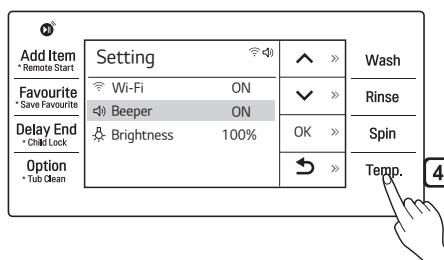 Add Item
* Remote Start
Favourite
* Save Favourite
Delay End
* Child Lock
Option
* Tub Clean
Setting
Wi-Fi ON
Beeper ON
Brightness 100%
»
»
OK »
»
Wash
Rinse
Spin
Temp.
4